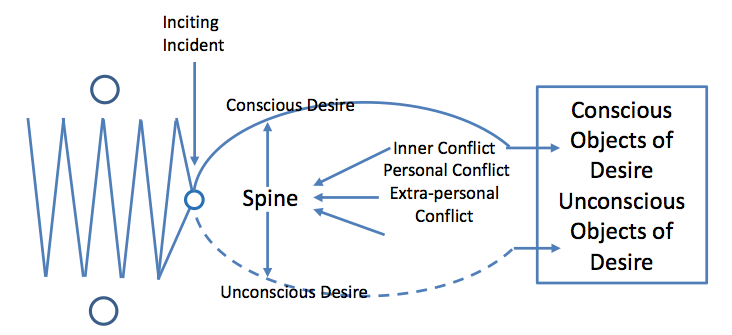 Inciting
Incident
Conscious Desire
Inner Conflict
Personal Conflict
Spine
Extra-personal
Conflict
Unconscious Desire
Conscious
Objects of
Desire
Unconscious
Objects of
Desire